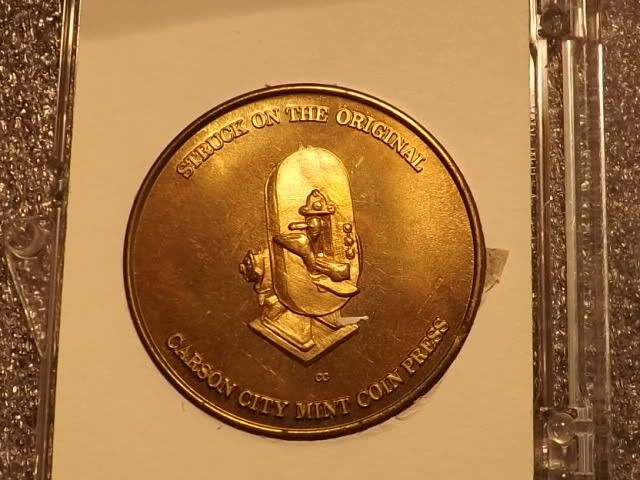 STRUCK ON THE ORIGINAL
CC
CARSON CITY MINT COIN PRESS